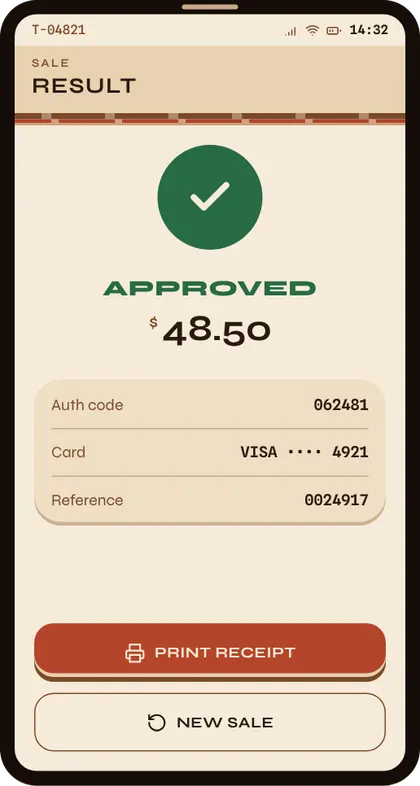 T-04821 14:32
SALE
RESULT
APPROVED
$48.50
Auth code 062481
Card VISA •••• 4921
Reference 0024917
PRINT RECEIPT
NEW SALE